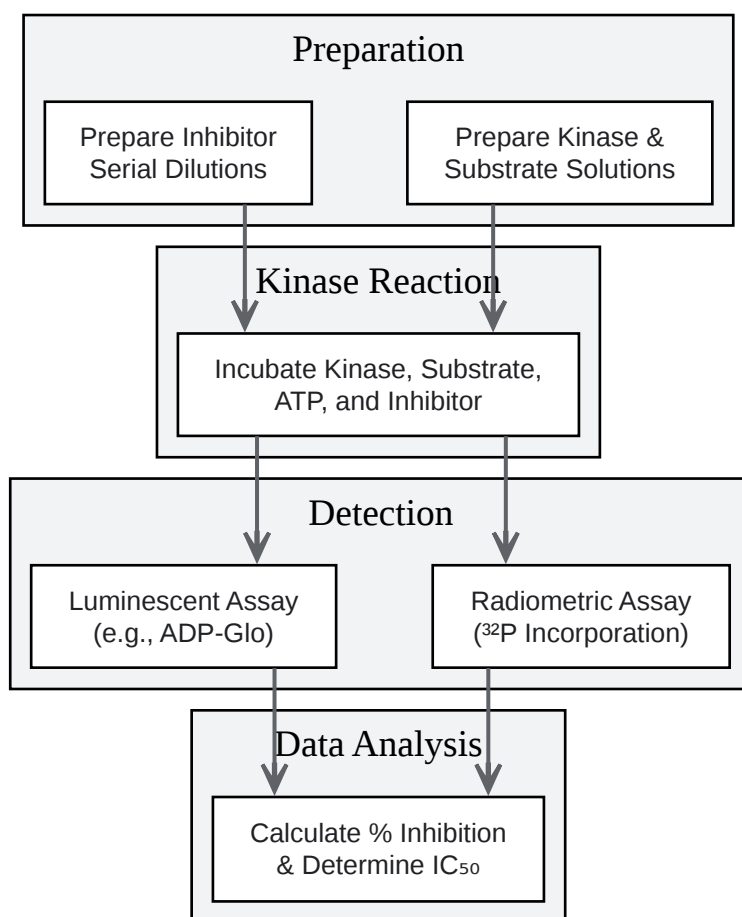 Preparation
Prepare Inhibitor
Serial Dilutions
Prepare Kinase &
Substrate Solutions
Kinase Reaction
Incubate Kinase, Substrate,
ATP, and Inhibitor
Detection
Luminescent Assay
(e.g., ADP-Glo)
Radiometric Assay
(³²P Incorporation)
Data Analysis
Calculate % Inhibition
& Determine IC₅₀